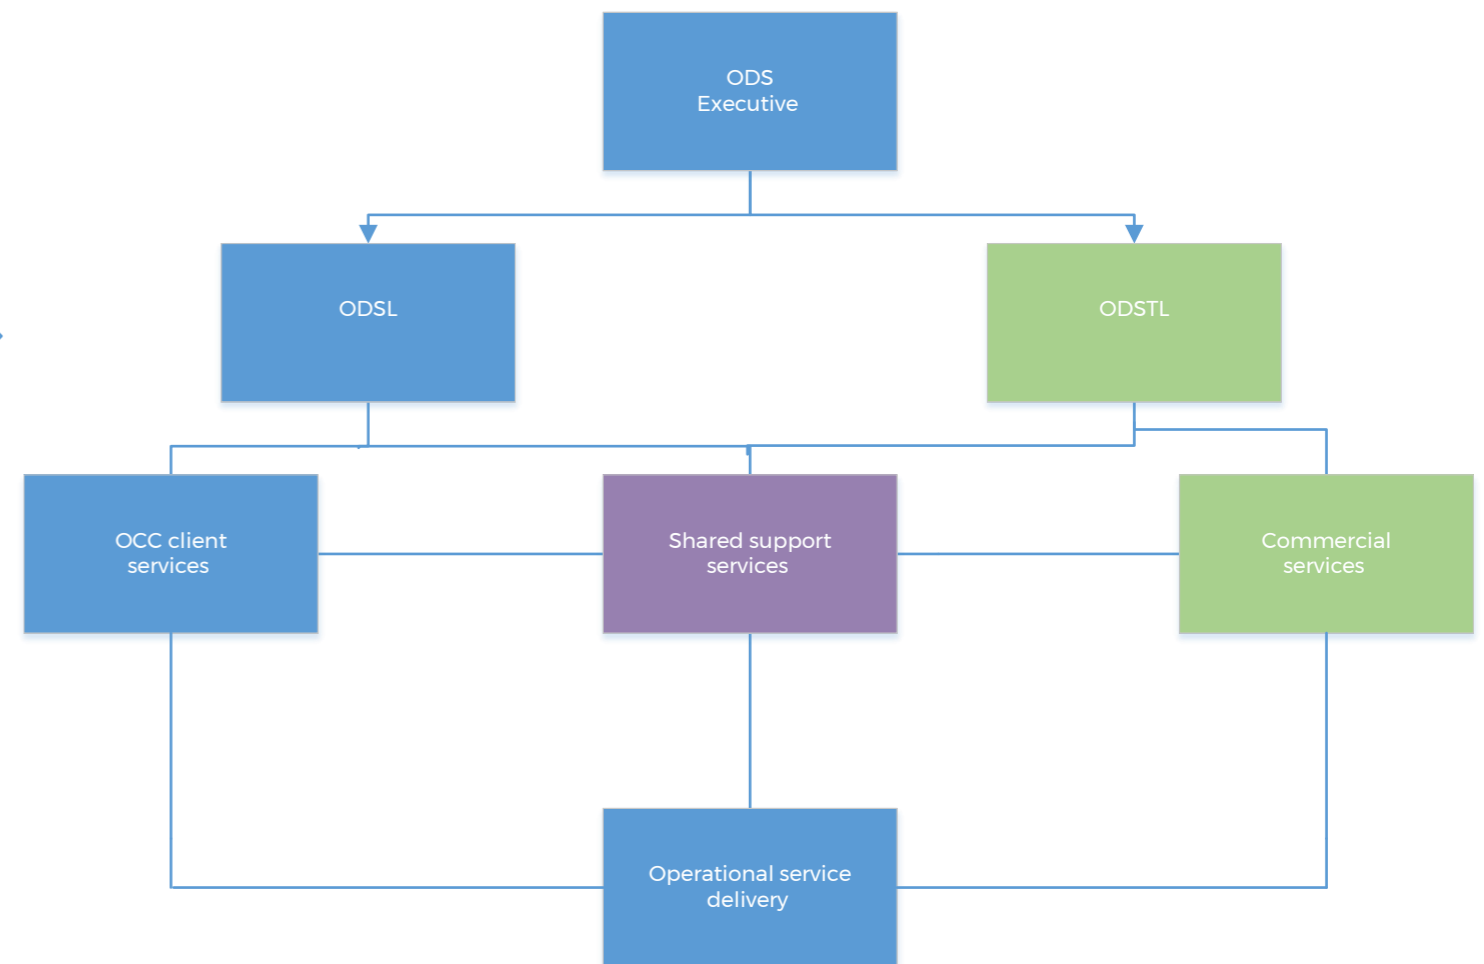 ODS
Executive
ODSL
ODSTL
OCC client
services
Shared support
services
Commercial
services
Operational service
delivery